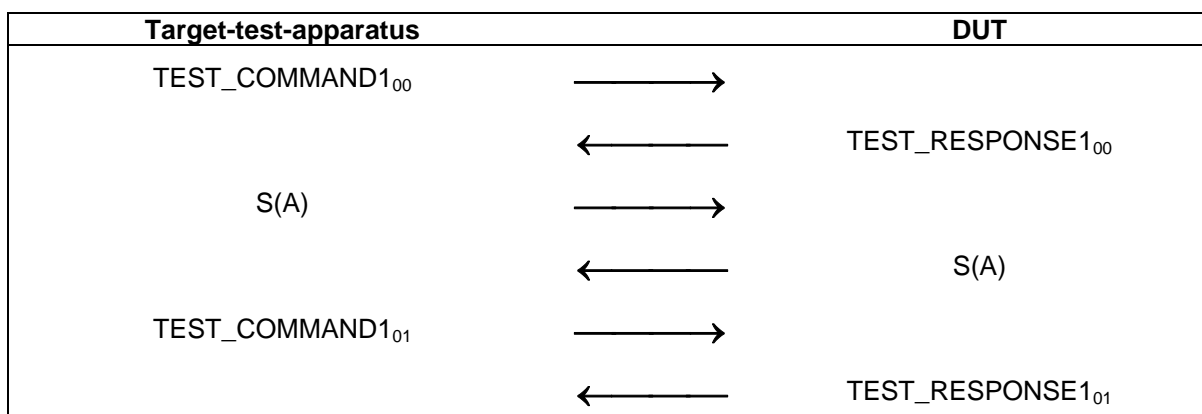 Target-test-apparatus DUT
TEST_COMMAND1₀₀
TEST_RESPONSE1₀₀
S(A)
S(A)
TEST_COMMAND1₀₁
TEST_RESPONSE1₀₁